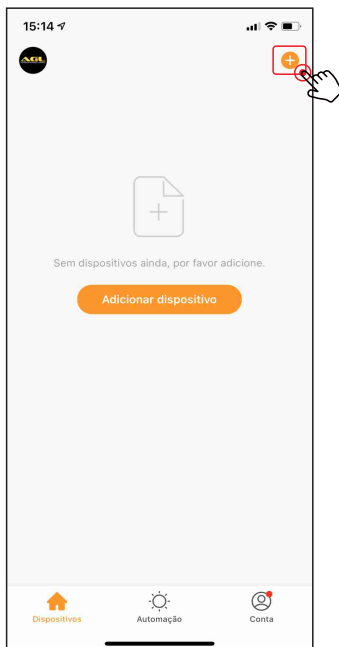 15:14
AGL
Sem dispositivos ainda, por favor adicione.
Adicionar dispositivo
Dispositivos
Automação
Conta